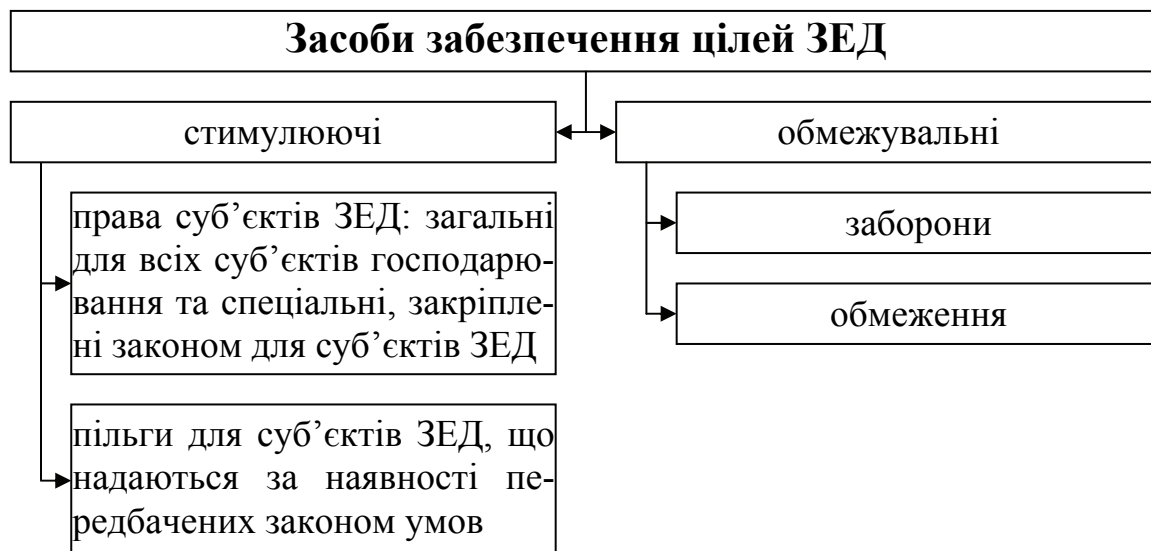 Засоби забезпечення цілей ЗЕД
стимулюючі
обмежувальні
права суб’єктів ЗЕД: загальні
для всіх суб’єктів господарю-
вання та спеціальні, закріпле-
ні законом для суб’єктів ЗЕД
пільги для суб’єктів ЗЕД, що
надаються за наявності пе-
редбачених законом умов
заборони
обмеження